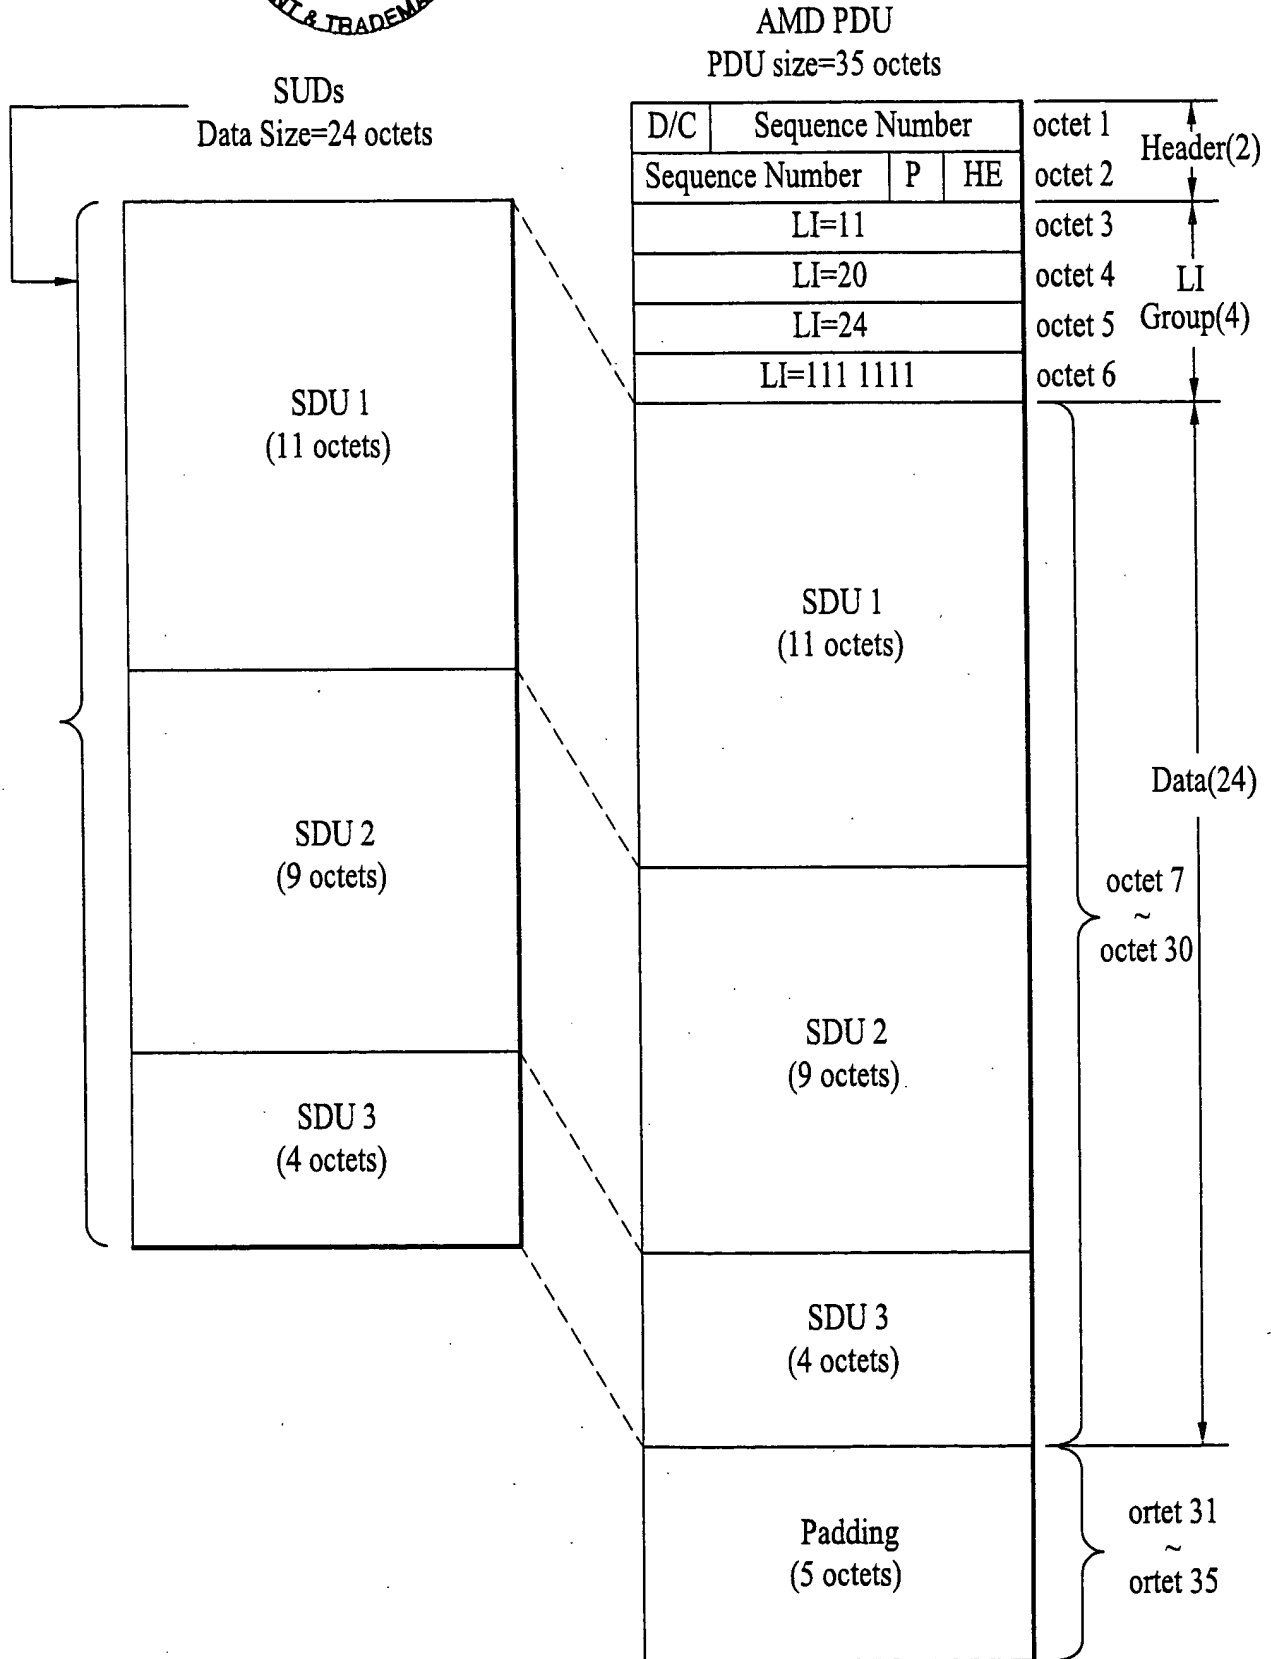 NT & TRADEMA
AMD PDU
PDU size=35 octets
SUDs
Data Size=24 octets
D/C Sequence Number octet 1
Header(2)
Sequence Number P HE octet 2
LI=11 octet 3
LI=20 octet 4
LI
Group(4)
LI=24 octet 5
LI=111 1111 octet 6
SDU 1
(11 octets)
SDU 1
(11 octets)
Data(24)
SDU 2
(9 octets)
octet 7
~
octet 30
SDU 2
(9 octets)
SDU 3
(4 octets)
SDU 3
(4 octets)
Padding
(5 octets)
ortet 31
~
ortet 35